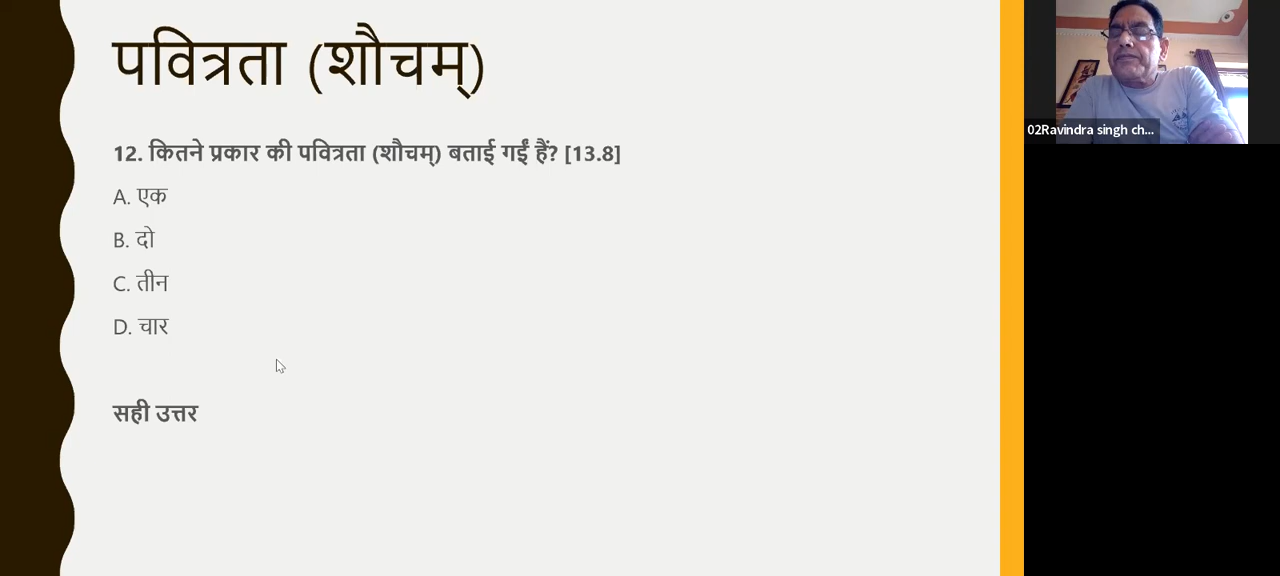 पवित्रता (शौचम्)
12. कितने प्रकार की पवित्रता (शौचम्) बताई गईं हैं? [13.8]
A. एक
B. दो
C. तीन
D. चार
सही उत्तर
02Ravindra singh ch...